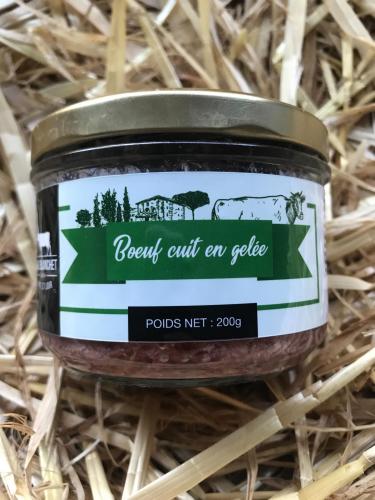 Boeuf cuit en gelée
POIDS NET : 200g